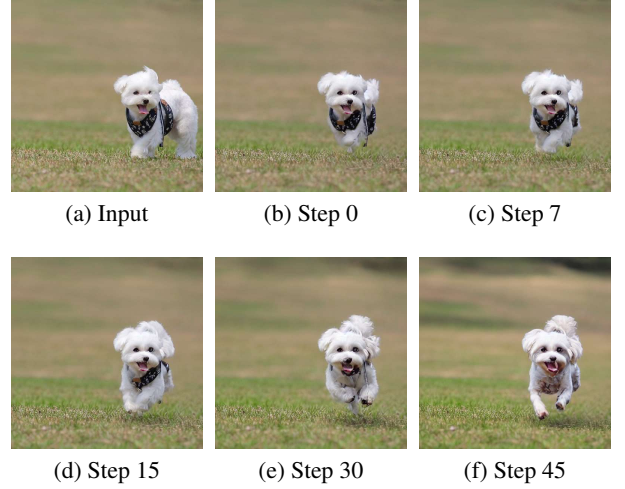 (a) Input
(b) Step 0
(c) Step 7
(d) Step 15
(e) Step 30
(f) Step 45